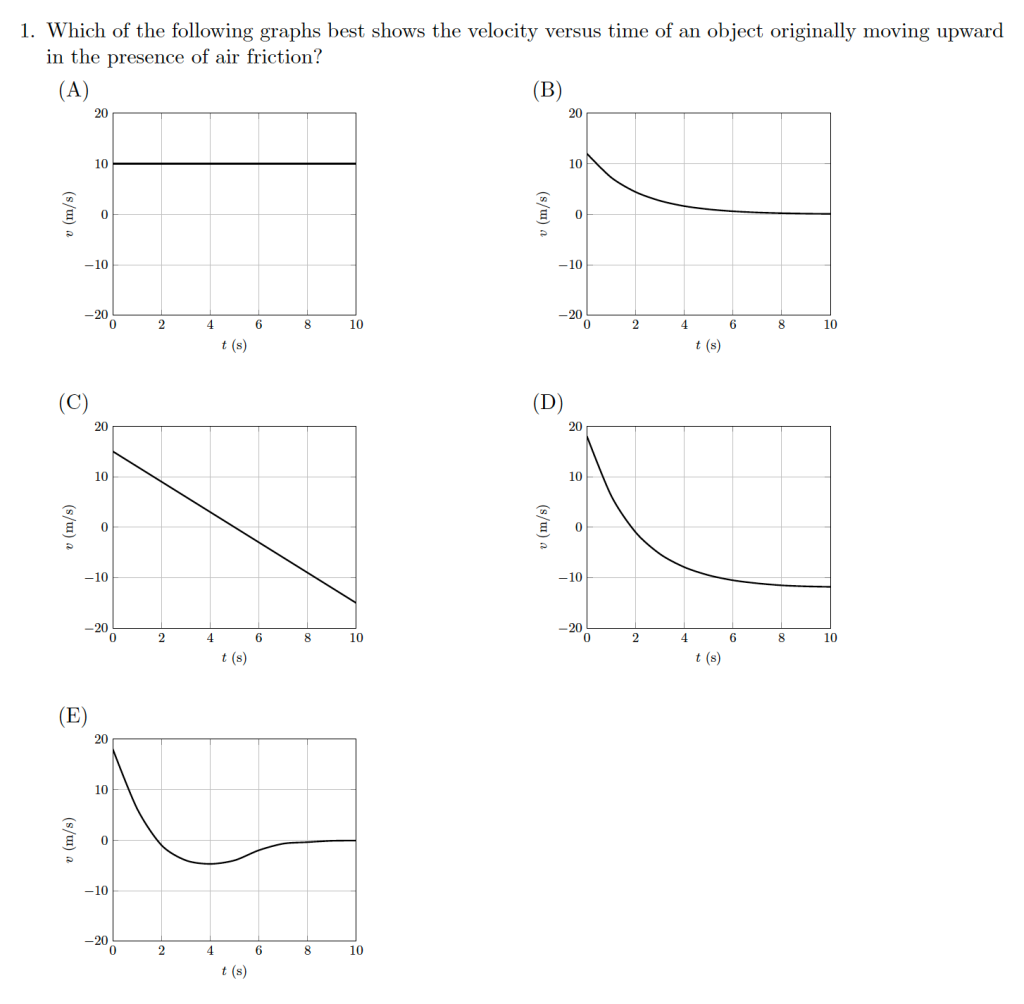 1. Which of the following graphs best shows the velocity versus time of an object originally moving upward
in the presence of air friction?
(A)
20
10
0
−10
−20
v (m/s)
0 2 4 6 8 10
t (s)
(B)
20
10
0
−10
−20
v (m/s)
0 2 4 6 8 10
t (s)
(C)
20
10
0
−10
−20
v (m/s)
0 2 4 6 8 10
t (s)
(D)
20
10
0
−10
−20
v (m/s)
0 2 4 6 8 10
t (s)
(E)
20
10
0
−10
−20
v (m/s)
0 2 4 6 8 10
t (s)